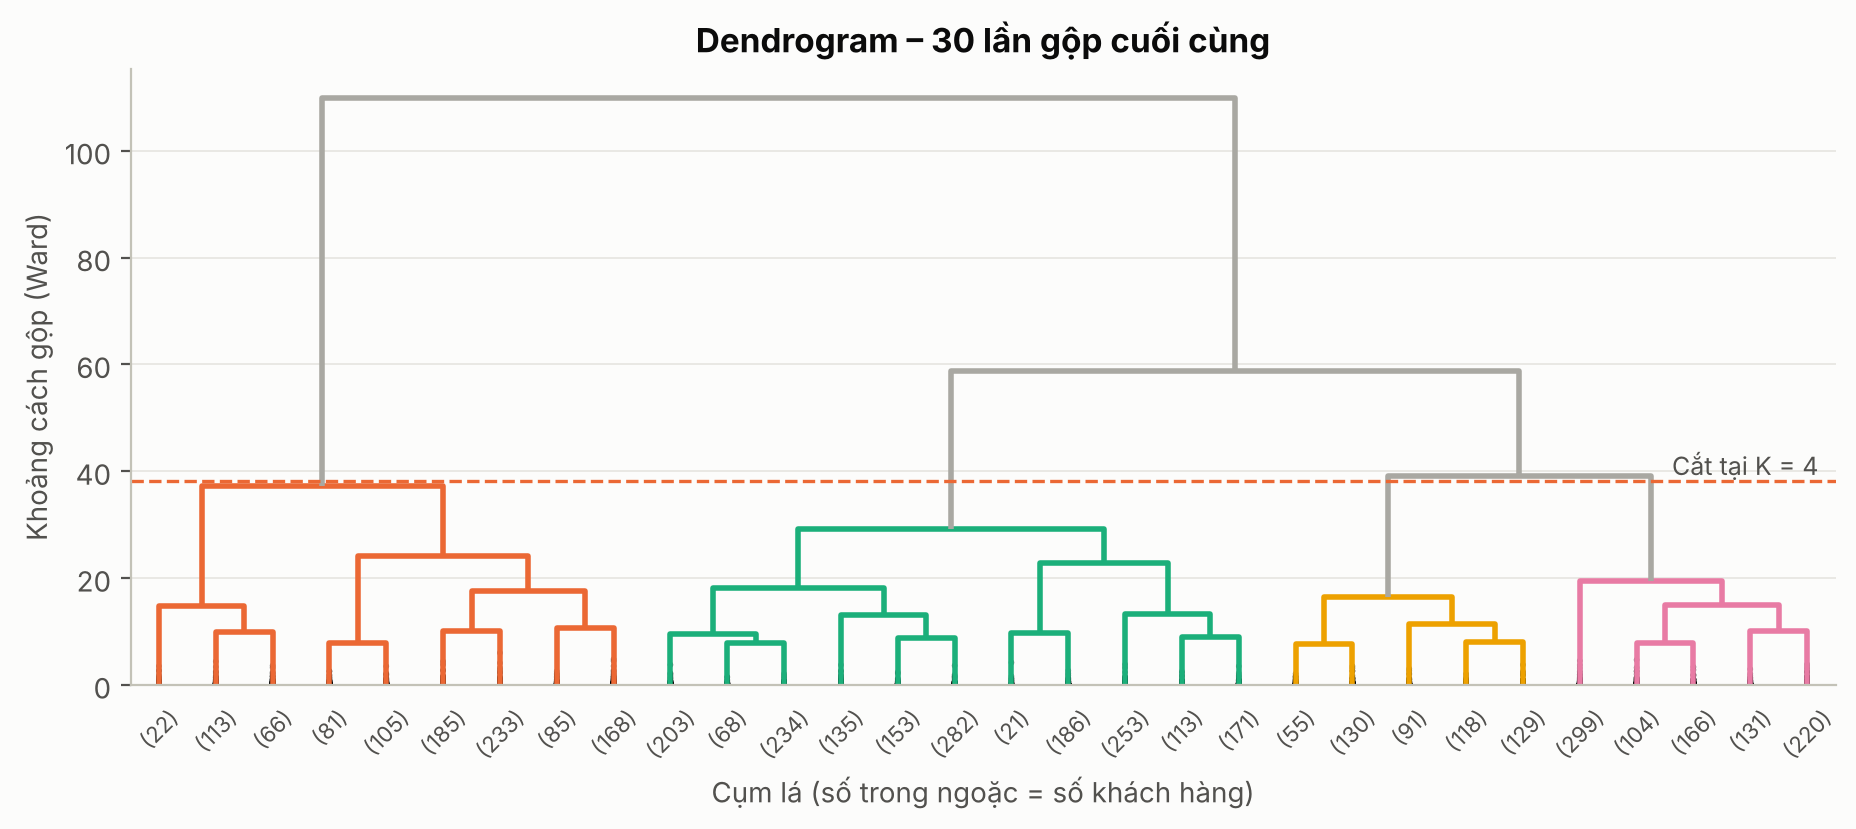 Dendrogram – 30 lần gộp cuối cùng
Khoảng cách gộp (Ward)
100
80
60
40
20
0
Cắt tại K = 4
(22) (113) (66) (81) (105) (185) (233) (85) (168) (203) (68) (234) (135) (153) (282) (21) (186) (253) (113) (171) (55) (130) (91) (118) (129) (299) (104) (166) (131) (220)
Cụm lá (số trong ngoặc = số khách hàng)